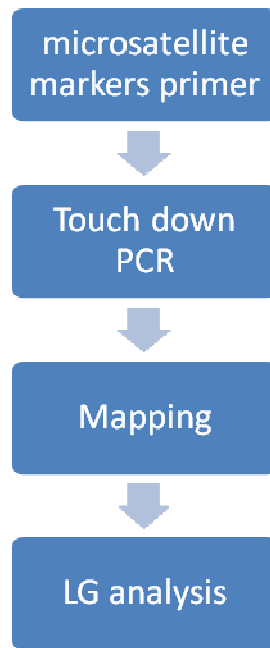 microsatellite
markers primer
Touch down
PCR
Mapping
LG analysis